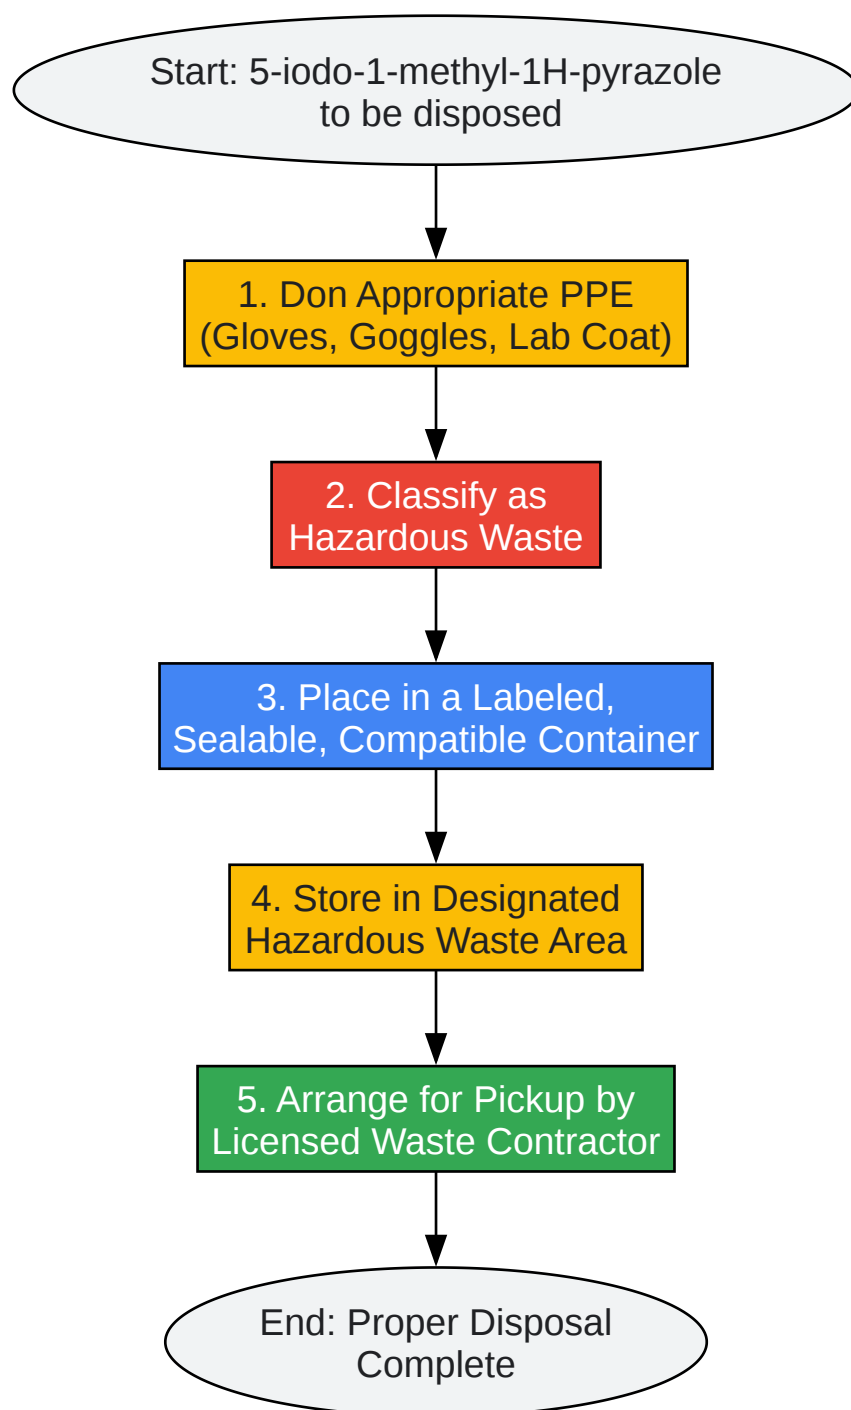 Start: 5-iodo-1-methyl-1H-pyrazole
to be disposed
1. Don Appropriate PPE
(Gloves, Goggles, Lab Coat)
2. Classify as
Hazardous Waste
3. Place in a Labeled,
Sealable, Compatible Container
4. Store in Designated
Hazardous Waste Area
5. Arrange for Pickup by
Licensed Waste Contractor
End: Proper Disposal
Complete